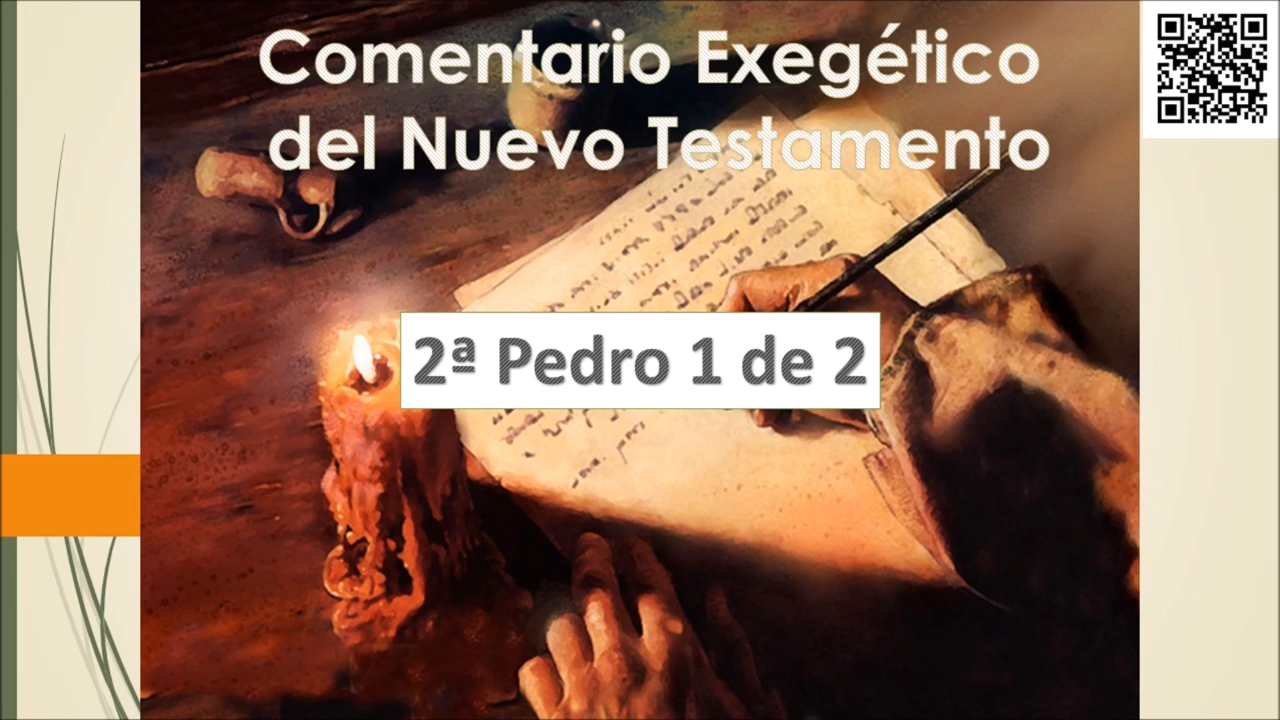 Comentario Exegético
del Nuevo Testamento
2ª Pedro 1 de 2